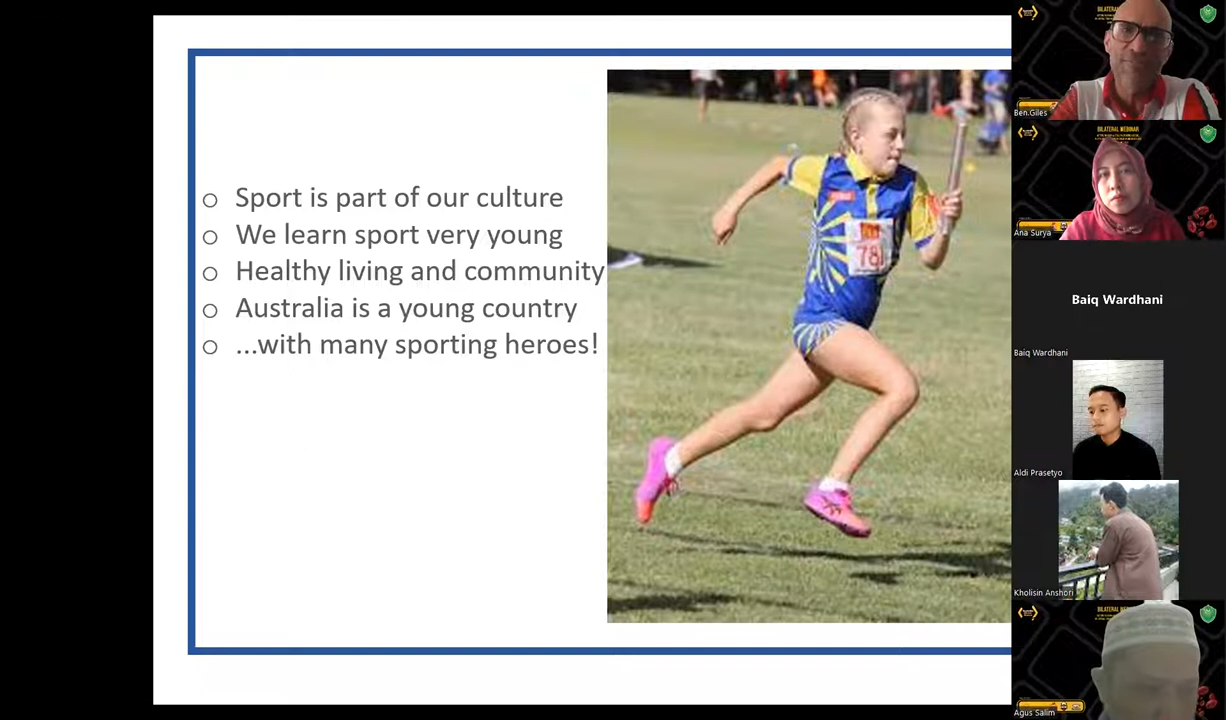 Sport is part of our culture
We learn sport very young
Healthy living and community
Australia is a young country
...with many sporting heroes!
781
Ben.Giles
BILATERAL WEBINAR
Ana Surya
Baiq Wardhani
Baiq Wardhani
Aldi Prasetyo
Kholisin Anshori
Agus Salim